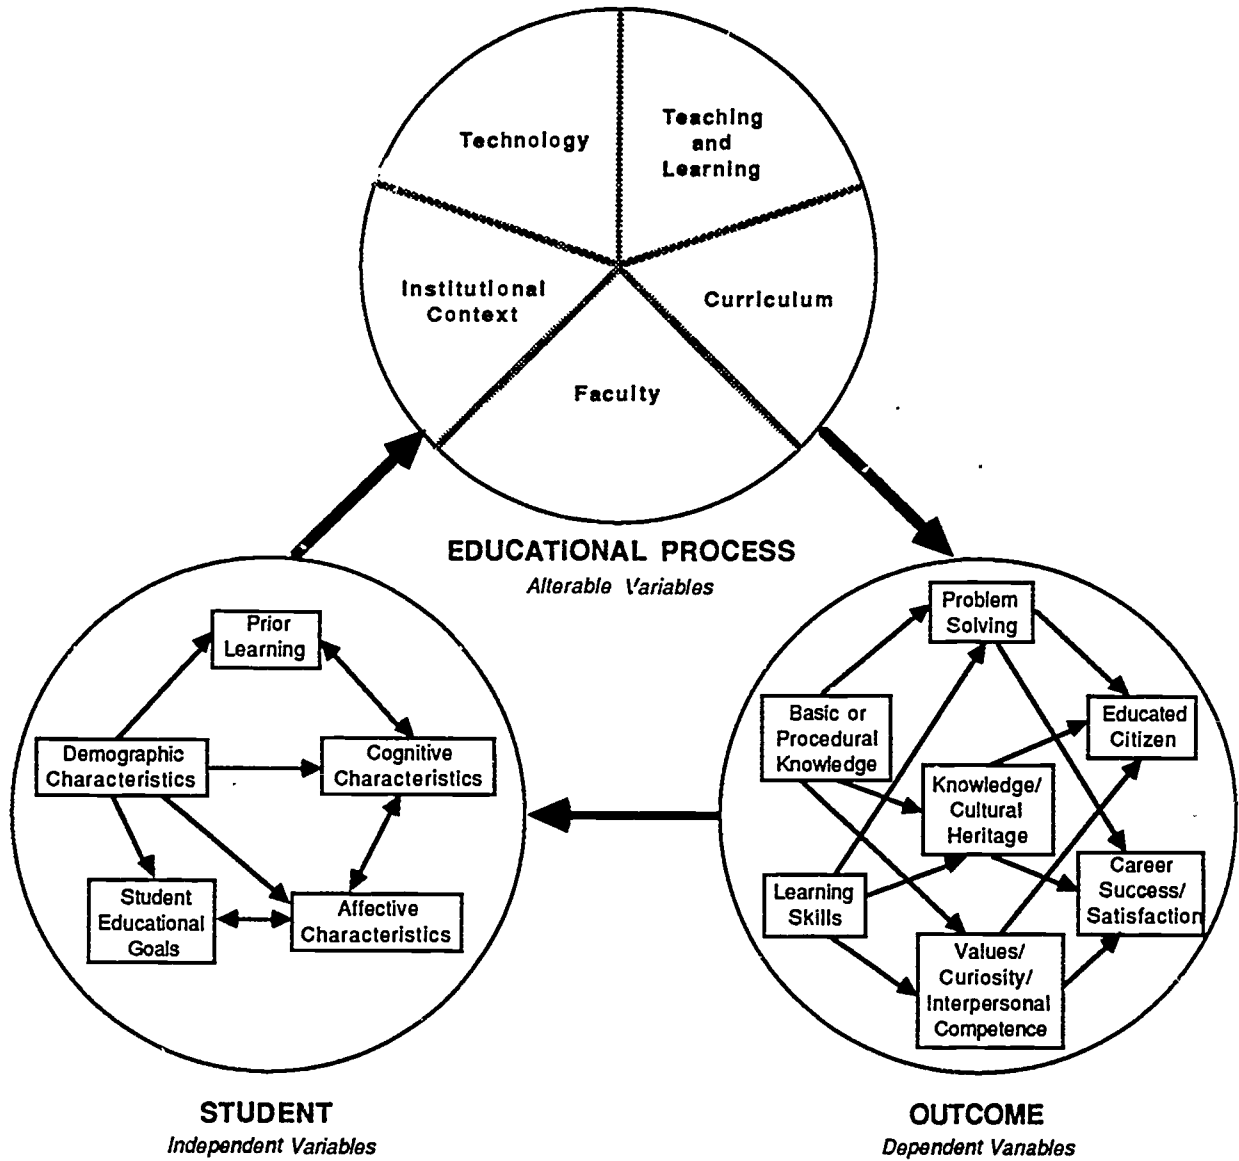 Technology
Teaching
and
Learning
Institutional
Context
Curriculum
Faculty
EDUCATIONAL PROCESS
Alterable Variables
Prior
Learning
Demographic
Characteristics
Cognitive
Characteristics
Student
Educational
Goals
Affective
Characteristics
STUDENT
Independent Variables
Problem
Solving
Basic or
Procedural
Knowledge
Educated
Citizen
Knowledge/
Cultural
Heritage
Learning
Skills
Career
Success/
Satisfaction
Values/
Curiosity/
Interpersonal
Competence
OUTCOME
Dependent Variables